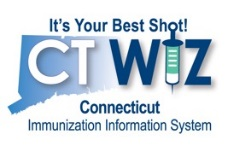 It's Your Best Shot!
CT WIZ
Connecticut
Immunization Information System